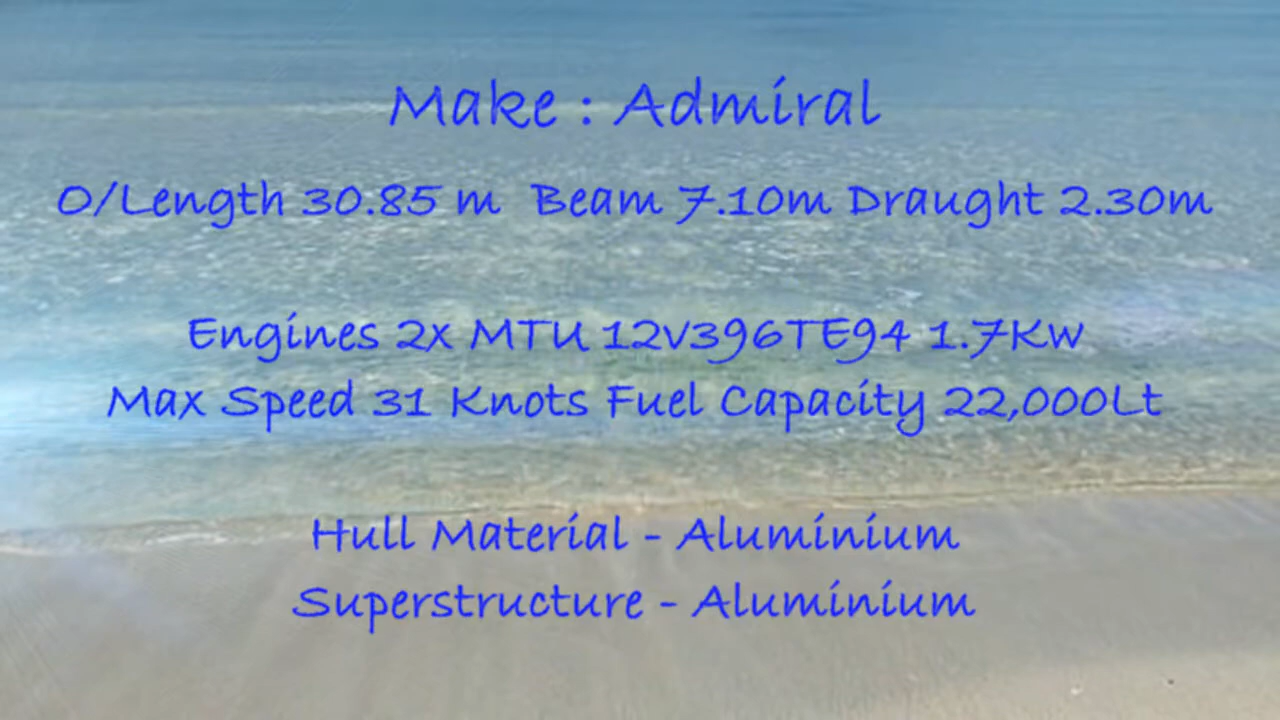 Make : Admiral
O/Length 30.85 m Beam 7.10m Draught 2.30m
Engines 2x MTU 12V396TE94 1.7Kw
Max Speed 31 Knots Fuel Capacity 22,000Lt
Hull Material - Aluminium
Superstructure - Aluminium